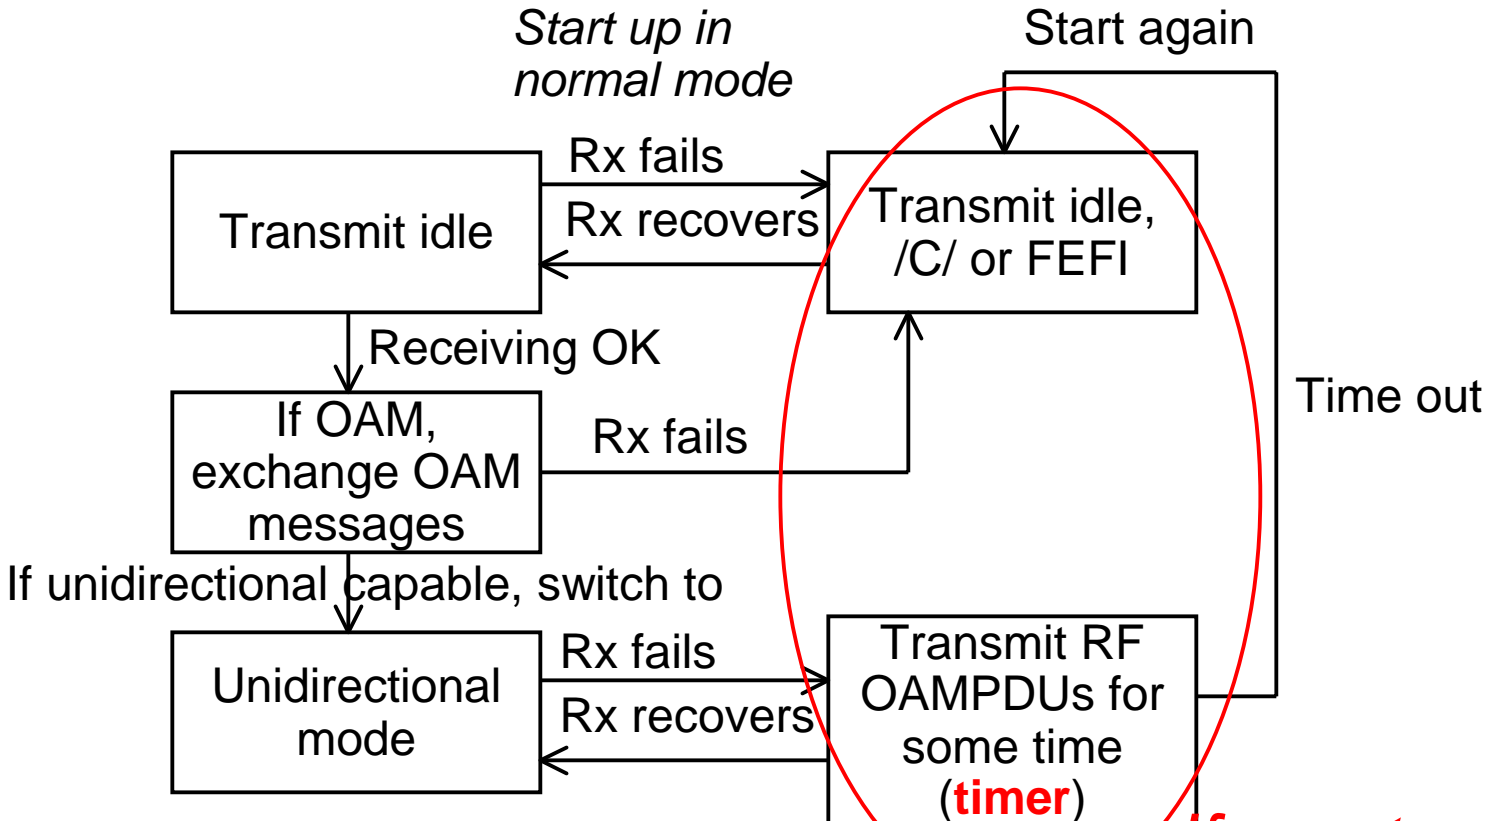 Start up in
normal mode
Start again
Rx fails
Transmit idle
Rx recovers
Transmit idle,
/C/ or FEFI
Receiving OK
Time out
If OAM,
exchange OAM
messages
Rx fails
If unidirectional capable, switch to
Unidirectional
mode
Rx fails
Rx recovers
Transmit RF
OAMPDUs for
some time
(timer)